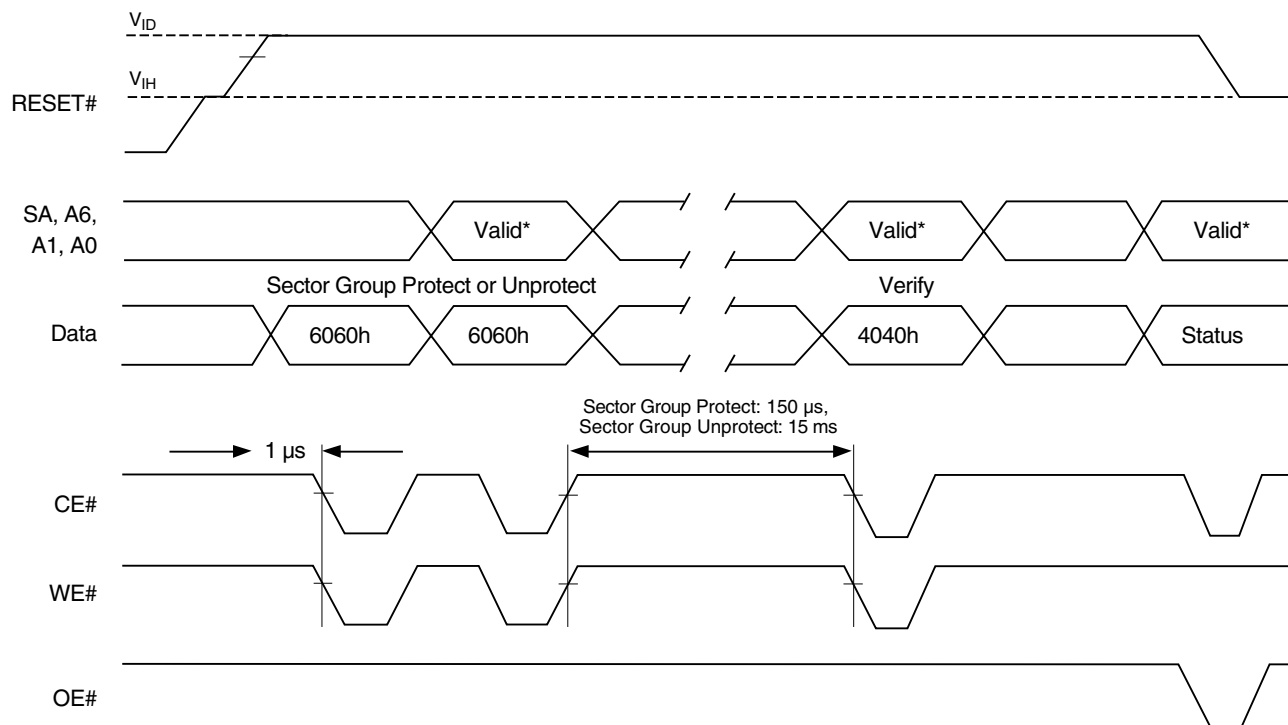 VID
VIH
RESET#
SA, A6,
A1, A0
Valid* Valid* Valid*
Sector Group Protect or Unprotect Verify
Data 6060h 6060h 4040h Status
Sector Group Protect: 150 µs,
Sector Group Unprotect: 15 ms
1 µs
CE#
WE#
OE#